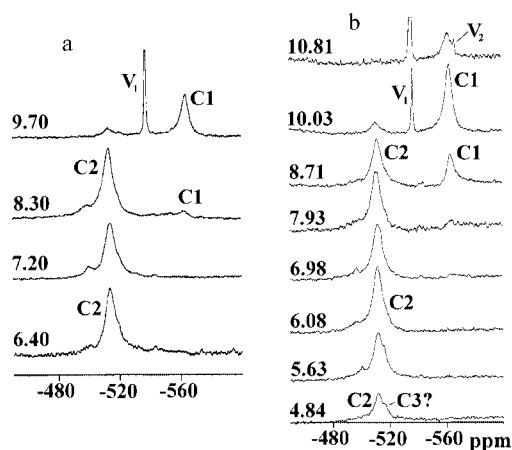 a
V1
C1
9.70
C2
8.30
C1
7.20
C2
6.40
-480 -520 -560
b
10.81
V2
V1
C1
10.03
C2
C1
8.71
7.93
6.98
C2
6.08
5.63
C2
C3?
4.84
-480 -520 -560 ppm